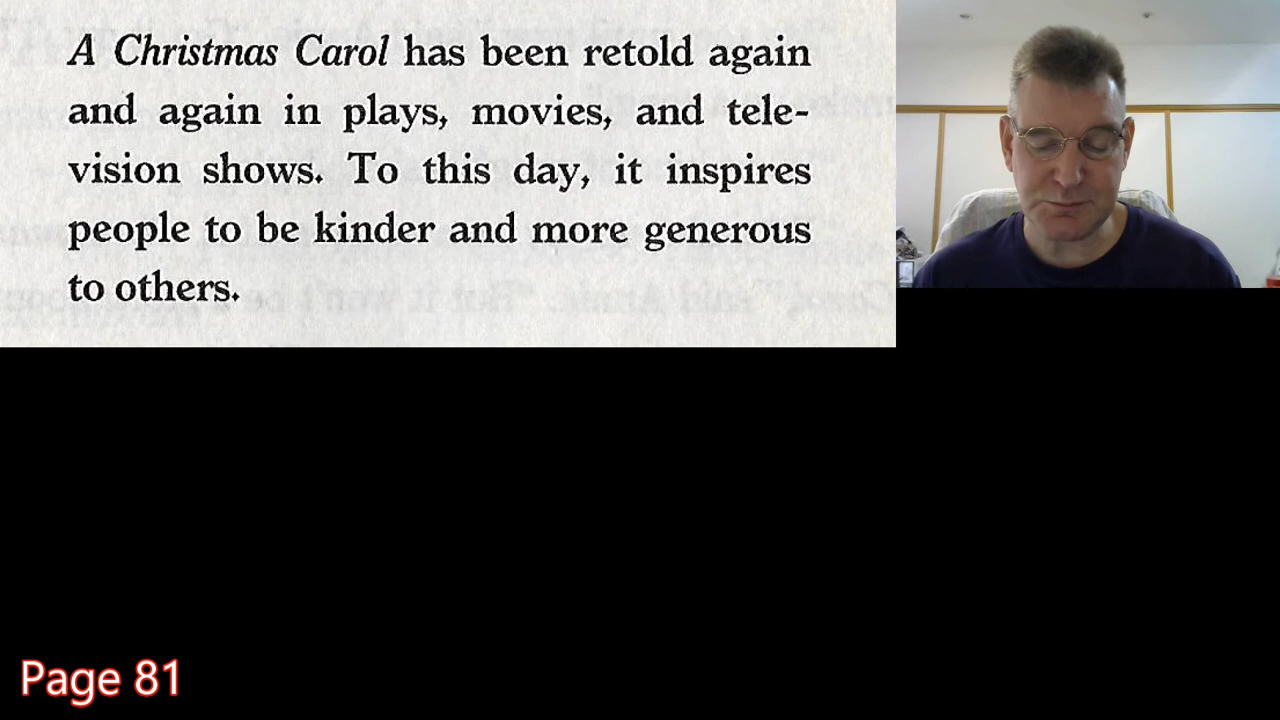 A Christmas Carol has been retold again
and again in plays, movies, and tele-
vision shows. To this day, it inspires
people to be kinder and more generous
to others.
Page 81